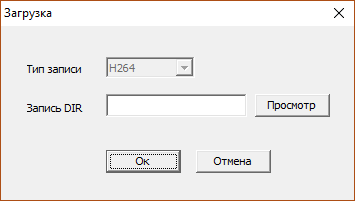 Загрузка
Тип записи H264
Запись DIR Просмотр
Ок Отмена